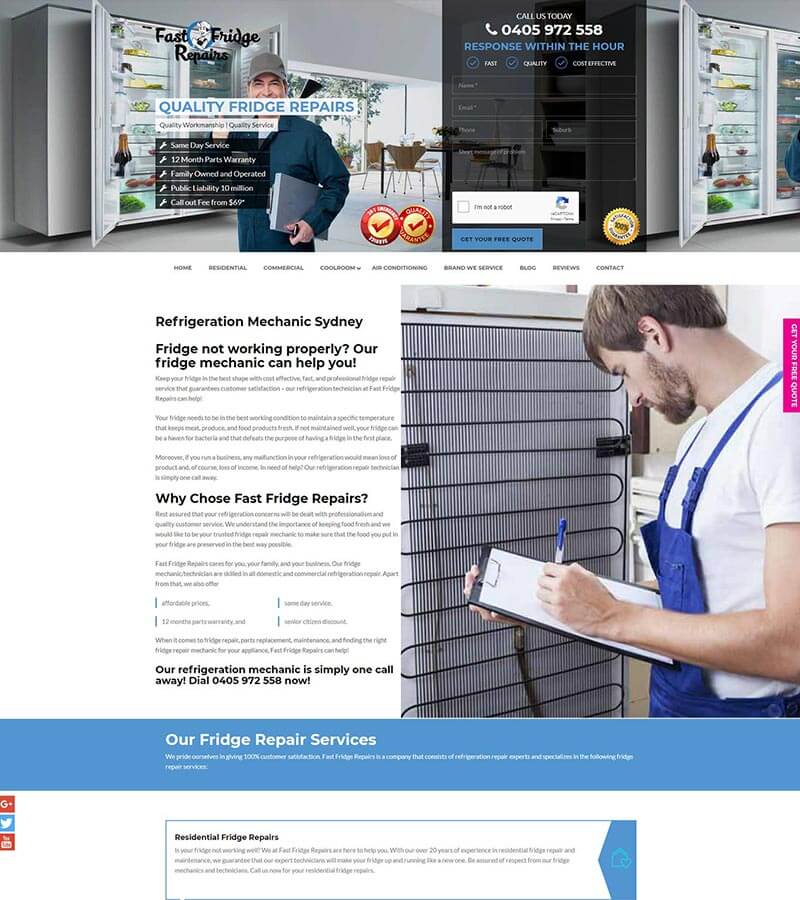 Fast Fridge
Repairs
CALL US TODAY
0405 972 558
RESPONSE WITHIN THE HOUR
FAST
QUALITY
COST EFFECTIVE
Name *
Email *
Phone
Suburb
Short message of problem
I'm not a robot
reCAPTCHA
Privacy - Terms
GET YOUR FREE QUOTE
QUALITY FRIDGE REPAIRS
Quality Workmanship | Quality Service
Same Day Service
12 Month Parts Warranty
Family Owned and Operated
Public Liability 10 million
Call out Fee from $69*
SERVICE
QUALITY
100%
HOME
RESIDENTIAL
COMMERCIAL
COOLROOM
AIR CONDITIONING
BRAND WE SERVICE
BLOG
REVIEWS
CONTACT
Refrigeration Mechanic Sydney
Fridge not working properly? Our
fridge mechanic can help you!
Keep your fridge in the best shape with cost effective, fast, and professional fridge repair
service that guarantees customer satisfaction – our refrigeration technician at Fast Fridge
Repairs can help!
Your fridge needs to be in the best working condition to maintain a specific temperature
that keeps meat, produce, and food products fresh. If not maintained well, your fridge can
be a haven for bacteria and that defeats the purpose of having a fridge in the first place.
Moreover, if you run a business, any malfunction in your refrigeration would mean loss of
product and, of course, loss of income. In need of help? Our refrigeration repair technician
is simply one call away.
Why Chose Fast Fridge Repairs?
Rest assured that your refrigeration concerns will be dealt with professionalism and
quality customer service. We understand the importance of keeping food fresh and we
would like to be your trusted fridge repair mechanic to make sure that the food you put in
your fridge are preserved in the best way possible.
Fast Fridge Repairs cares for you, your family, and your business. Our fridge
mechanic/technician are skilled in all domestic and commercial refrigeration repair. Apart
from that, we also offer
affordable prices,
same day service,
12 months parts warranty, and
senior citizen discount.
When it comes to fridge repair, parts replacement, maintenance, and finding the right
fridge repair mechanic for your appliance, Fast Fridge Repairs can help!
Our refrigeration mechanic is simply one call
away! Dial 0405 972 558 now!
GET YOUR FREE QUOTE
Our Fridge Repair Services
We pride ourselves in giving 100% customer satisfaction. Fast Fridge Repairs is a company that consists of refrigeration repair experts and specializes in the following fridge
repair services:
G+
You
Tube
Residential Fridge Repairs
Is your fridge not working well? We at Fast Fridge Repairs are here to help you. With our over 20 years of experience in residential fridge repair and
maintenance, we guarantee that our expert technicians will make your fridge up and running like a new one. Be assured of respect from our fridge
mechanics and technicians. Call us now for your residential fridge repairs.